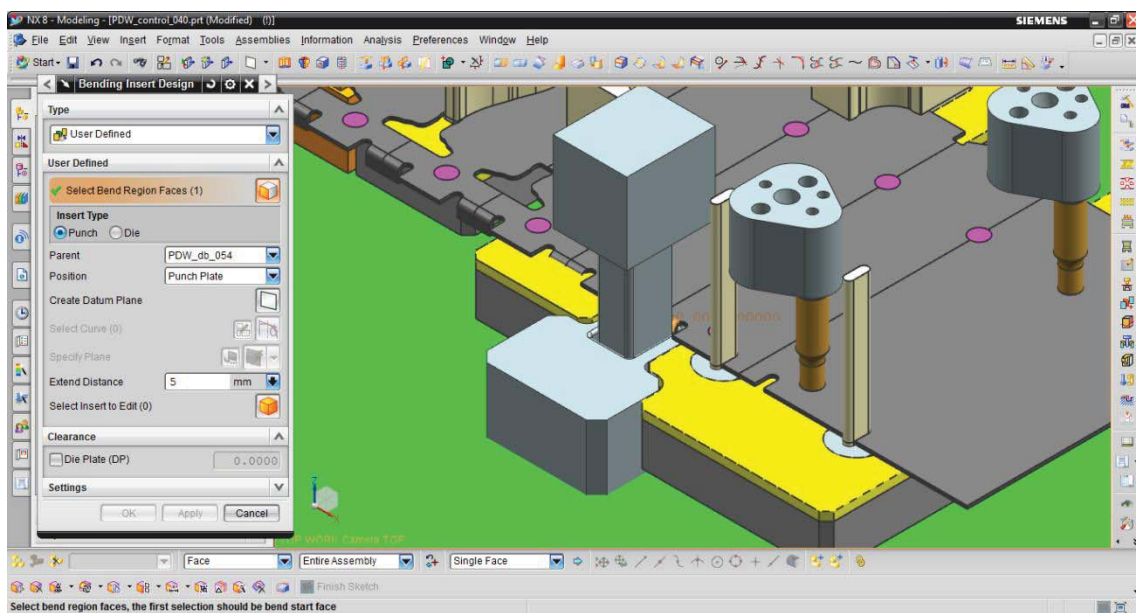 NX 8 - Modeling - [PDW_control_040.prt (Modified) (!)]
SIEMENS
File Edit View Insert Format Tools Assemblies Information Analysis Preferences Window Help
Start
Bending Insert Design
Type
User Defined
User Defined
Select Bend Region Faces (1)
Insert Type
Punch Die
Parent PDW_db_054
Position Punch Plate
Create Datum Plane
Select Curve (0)
Specify Plane
Extend Distance 5 mm
Select Insert to Edit (0)
Clearance
Die Plate (DP) 0.0000
Settings
OK Apply Cancel
WORK Camera TOP
Face Entire Assembly Single Face
Finish Sketch
Select bend region faces, the first selection should be bend start face